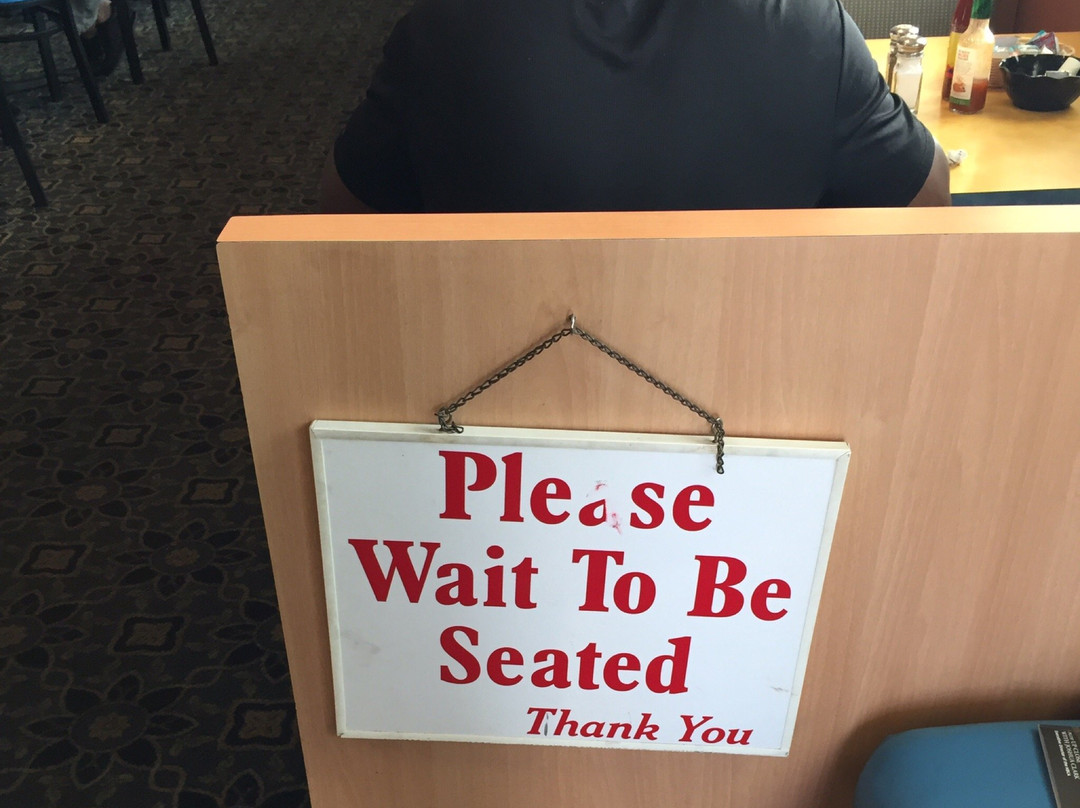 Please
Wait To Be
Seated
Thank You